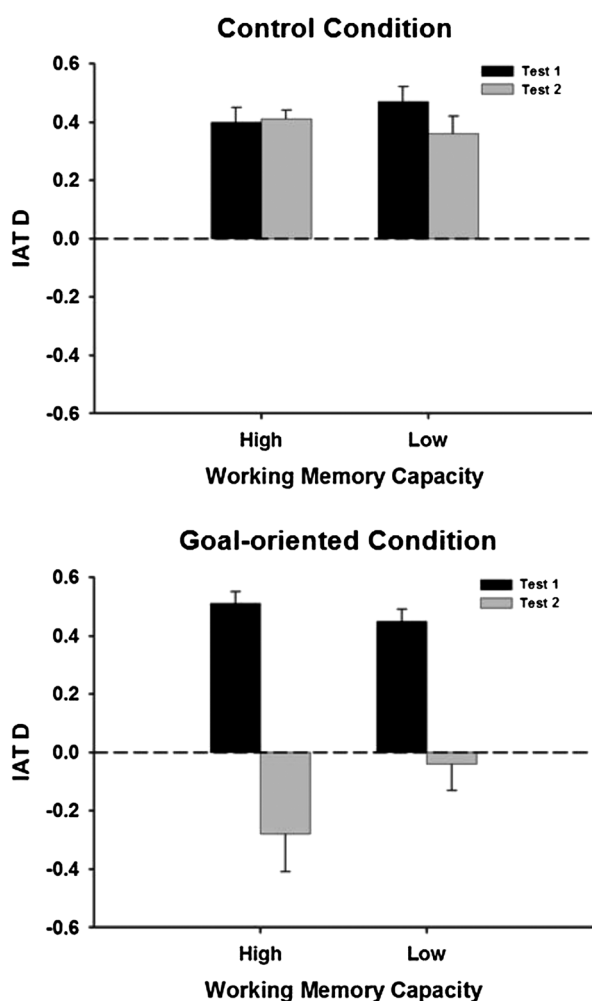 Control Condition
0.6
0.4
0.2
0.0
-0.2
-0.4
-0.6
IAT D
Test 1
Test 2
High Low
Working Memory Capacity
Goal-oriented Condition
0.6
0.4
0.2
0.0
-0.2
-0.4
-0.6
IAT D
Test 1
Test 2
High Low
Working Memory Capacity